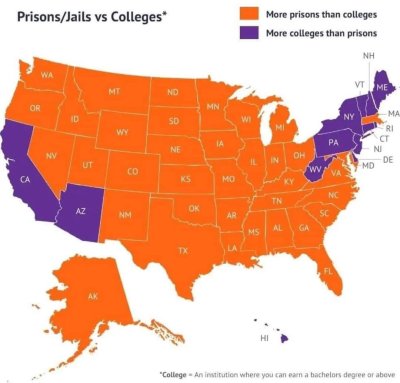 Prisons/Jails vs Colleges*
More prisons than colleges
More colleges than prisons
NH
WA
VT
ME
MT
ND
MN
OR
ID
SD
WI
MI
NY
MA
WY
RI
IA
PA
CT
NE
NJ
NV
UT
IL
IN
OH
DE
CO
WV
VA
MD
CA
KS
MO
KY
NC
TN
OK
AZ
NM
AR
SC
MS
AL
GA
TX
LA
FL
AK
HI
*College = An institution where you can earn a bachelors degree or above